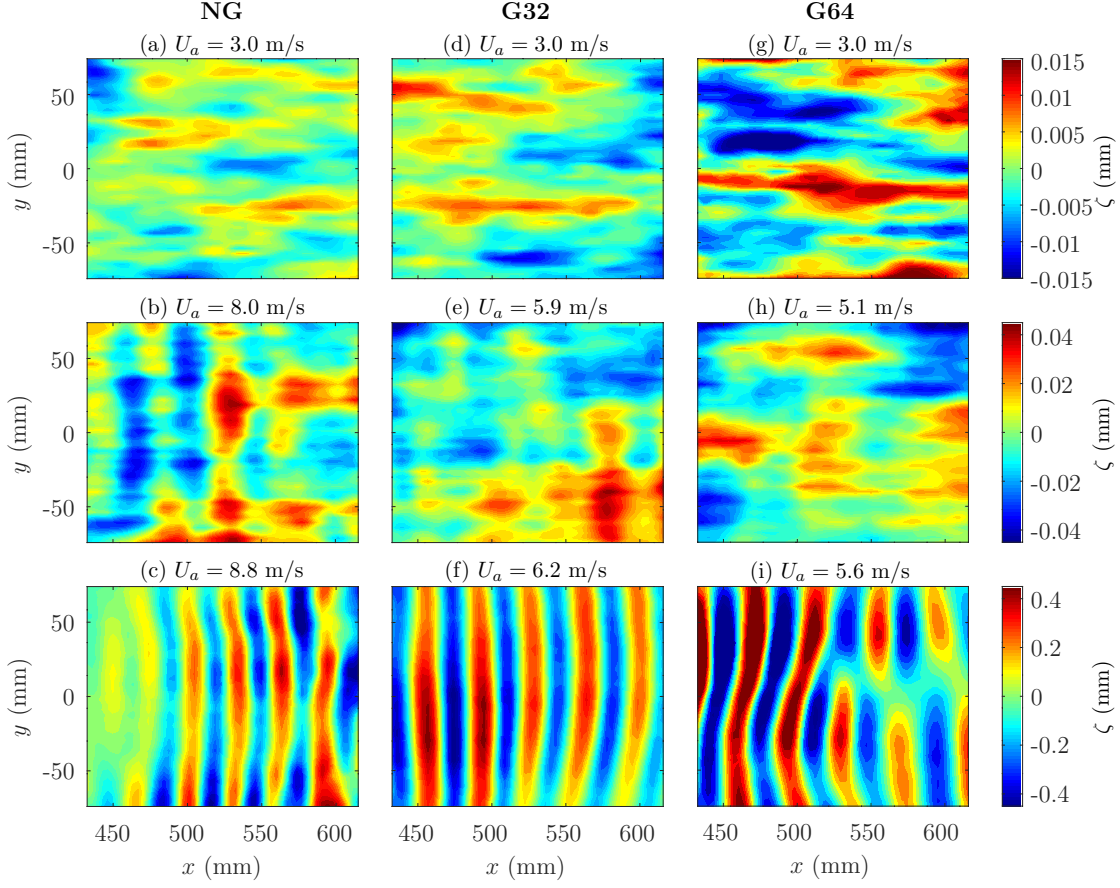 NG G32 G64
(a) U_a = 3.0 m/s (d) U_a = 3.0 m/s (g) U_a = 3.0 m/s
y (mm) 50 0 -50
0.015 0.01 0.005 0 -0.005 -0.01 -0.015 ζ (mm)
(b) U_a = 8.0 m/s (e) U_a = 5.9 m/s (h) U_a = 5.1 m/s
y (mm) 50 0 -50
0.04 0.02 0 -0.02 -0.04 ζ (mm)
(c) U_a = 8.8 m/s (f) U_a = 6.2 m/s (i) U_a = 5.6 m/s
y (mm) 50 0 -50
0.4 0.2 0 -0.2 -0.4 ζ (mm)
450 500 550 600 450 500 550 600 450 500 550 600
x (mm) x (mm) x (mm)